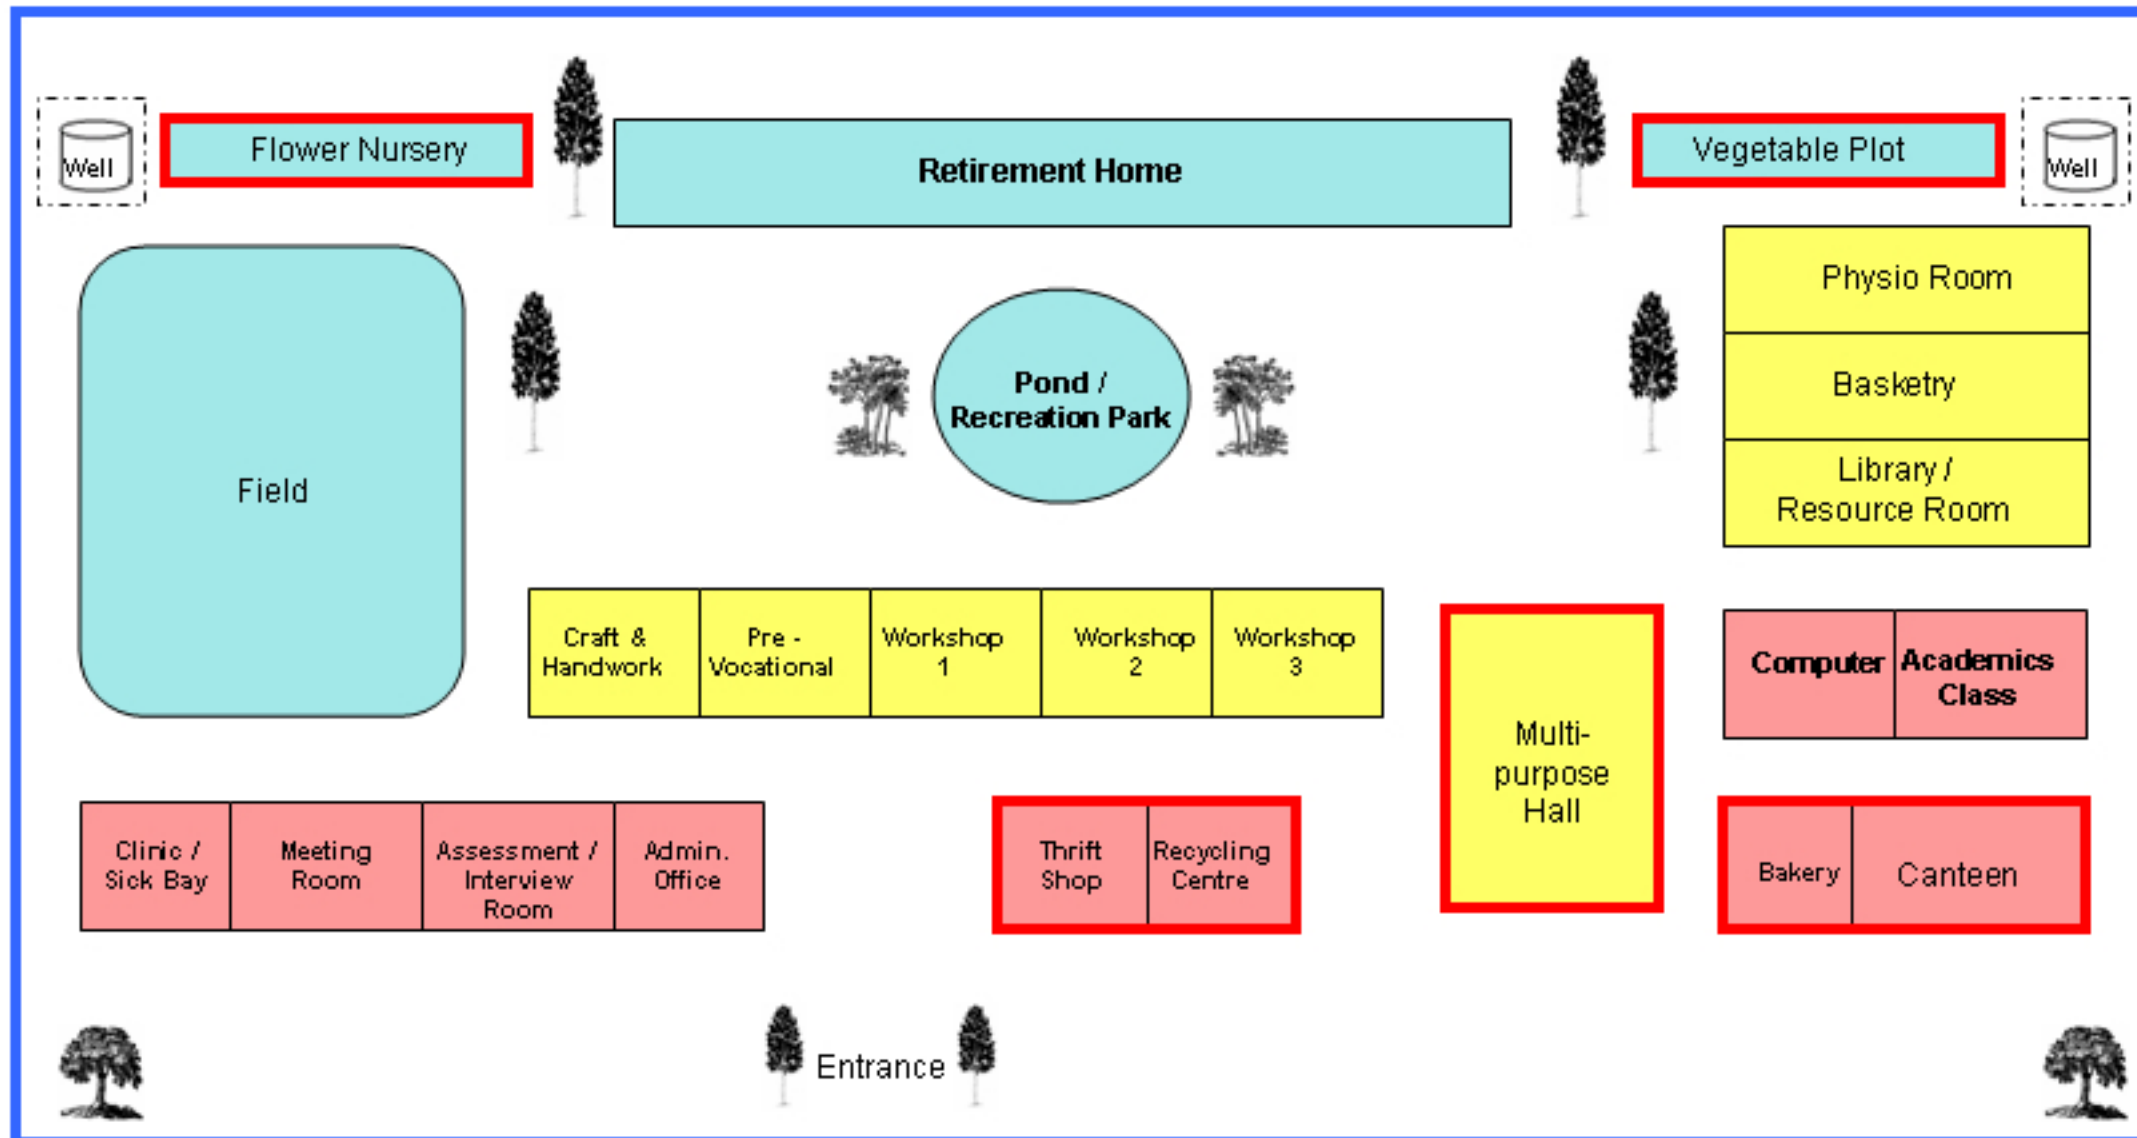 Well
Flower Nursery
Retirement Home
Vegetable Plot
Well
Field
Pond /
Recreation Park
Physio Room
Basketry
Library /
Resource Room
Craft &
Handwork
Pre -
Vocational
Workshop
1
Workshop
2
Workshop
3
Multi-
purpose
Hall
Computer
Academics
Class
Clinic /
Sick Bay
Meeting
Room
Assessment /
Interview
Room
Admin.
Office
Thrift
Shop
Recycling
Centre
Bakery
Canteen
Entrance